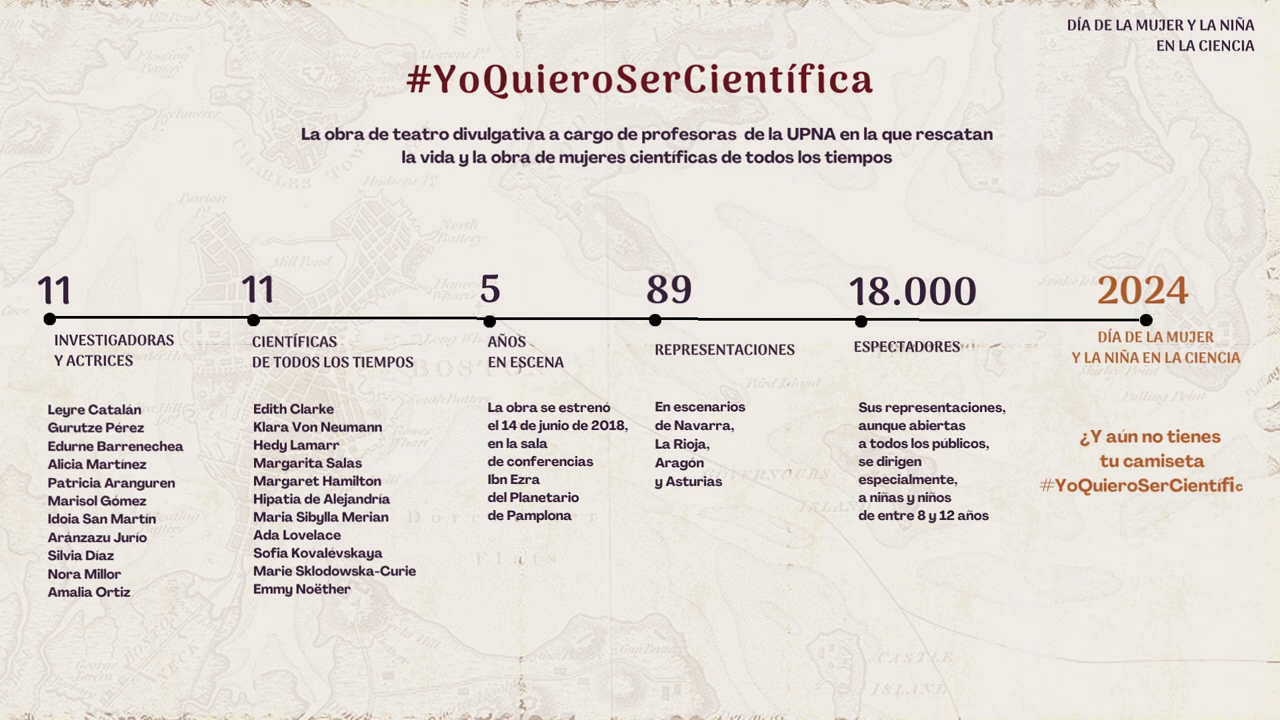 DÍA DE LA MUJER Y LA NIÑA
EN LA CIENCIA
#YoQuieroSerCientífica
La obra de teatro divulgativa a cargo de profesoras de la UPNA en la que rescatan
la vida y la obra de mujeres científicas de todos los tiempos
11
INVESTIGADORAS
Y ACTRICES
Leyre Catalán
Gurutze Pérez
Edurne Barrenechea
Alicia Martínez
Patricia Aranguren
Marisol Gómez
Idoia San Martín
Aránzazu Jurío
Silvia Díaz
Nora Millor
Amalia Ortiz
11
CIENTÍFICAS
DE TODOS LOS TIEMPOS
Edith Clarke
Klara Von Neumann
Hedy Lamarr
Margarita Salas
Margaret Hamilton
Hipatia de Alejandría
Maria Sibylla Merian
Ada Lovelace
Sofia Kovalévskaya
Marie Sklodowska-Curie
Emmy Noëther
5
AÑOS
EN ESCENA
La obra se estrenó
el 14 de junio de 2018,
en la sala
de conferencias
Ibn Ezra
del Planetario
de Pamplona
89
REPRESENTACIONES
En escenarios
de Navarra,
La Rioja,
Aragón
y Asturias
18.000
ESPECTADORES
Sus representaciones,
aunque abiertas
a todos los públicos,
se dirigen
especialmente,
a niñas y niños
de entre 8 y 12 años
2024
DÍA DE LA MUJER
Y LA NIÑA EN LA CIENCIA
¿Y aún no tienes
tu camiseta
#YoQuieroSerCientífic